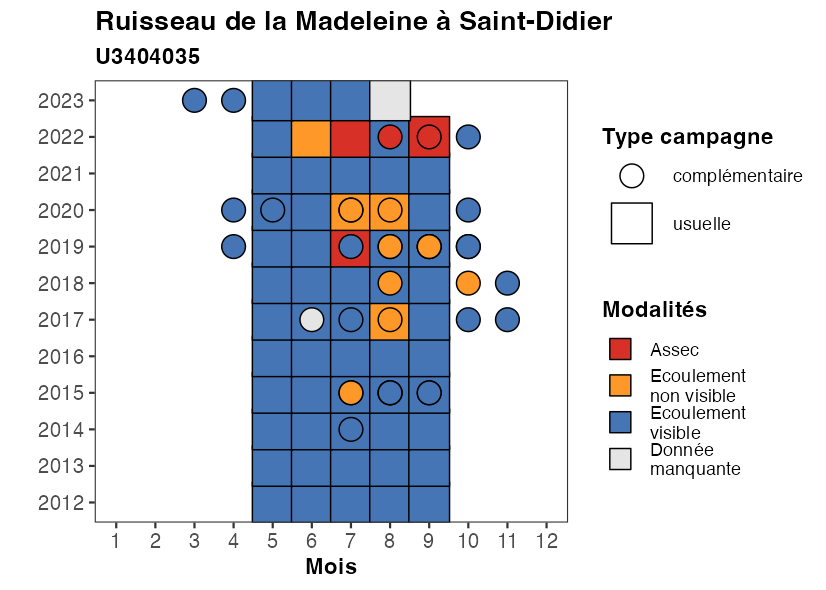 Ruisseau de la Madeleine à Saint-Didier
U3404035
2023
2022
2021
2020
2019
2018
2017
2016
2015
2014
2013
2012
1 2 3 4 5 6 7 8 9 10 11 12
Mois
Type campagne
complémentaire
usuelle
Modalités
Assec
Ecoulement
non visible
Ecoulement
visible
Donnée
manquante